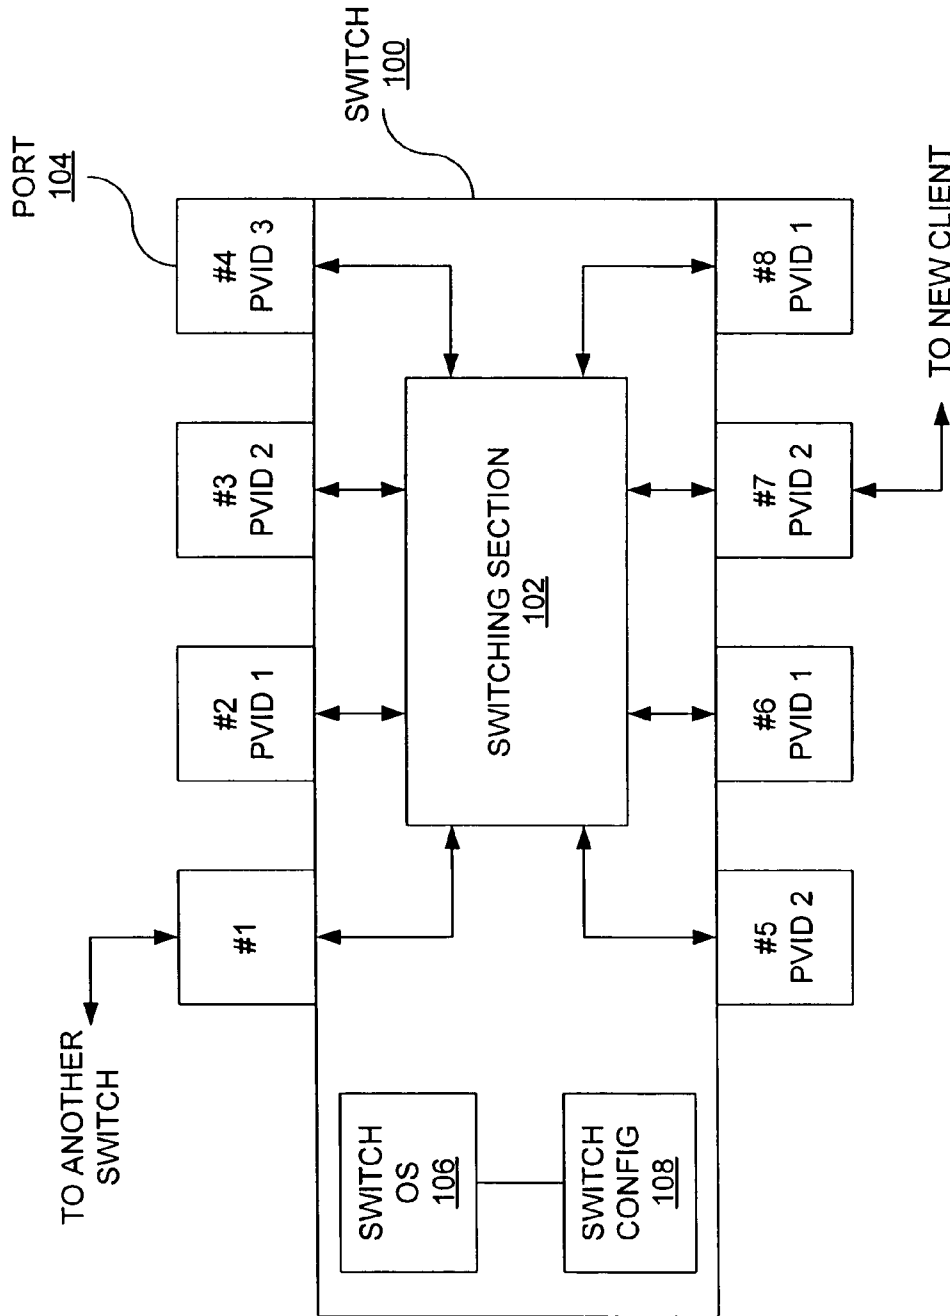 TO ANOTHER
SWITCH
PORT
104
SWITCH
100
#1
#2
PVID 1
#3
PVID 2
#4
PVID 3
SWITCH
OS
106
SWITCHING SECTION
102
SWITCH
CONFIG
108
#5
PVID 2
#6
PVID 1
#7
PVID 2
#8
PVID 1
TO NEW CLIENT